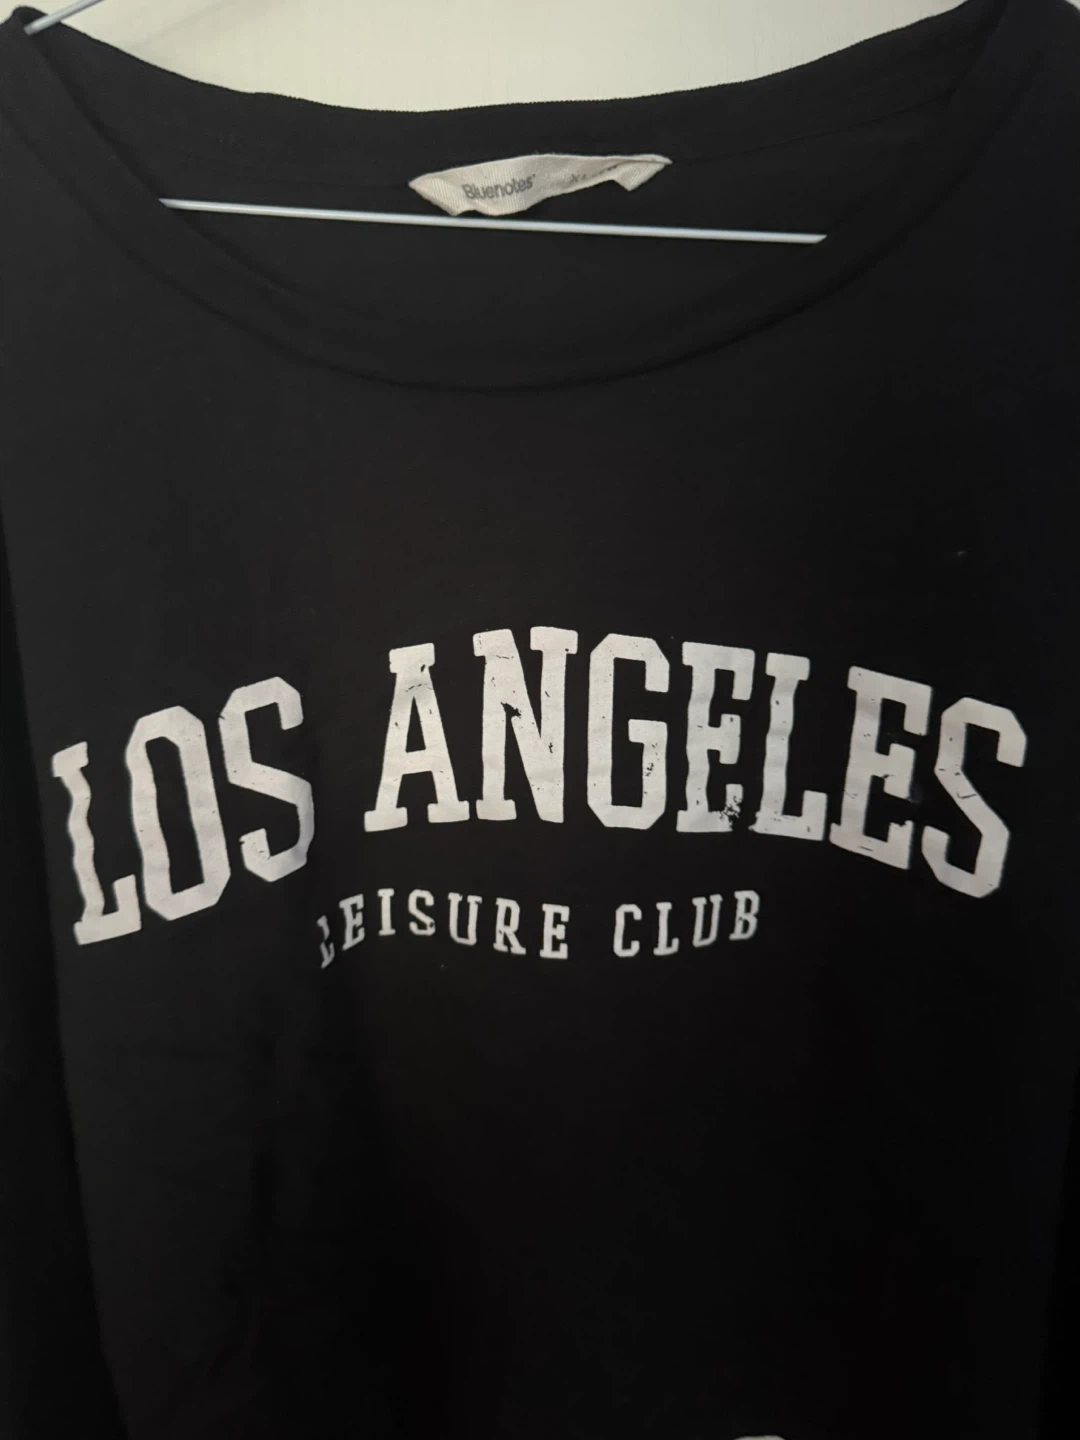 Bluenotes
LOS ANGELES
LEISURE CLUB